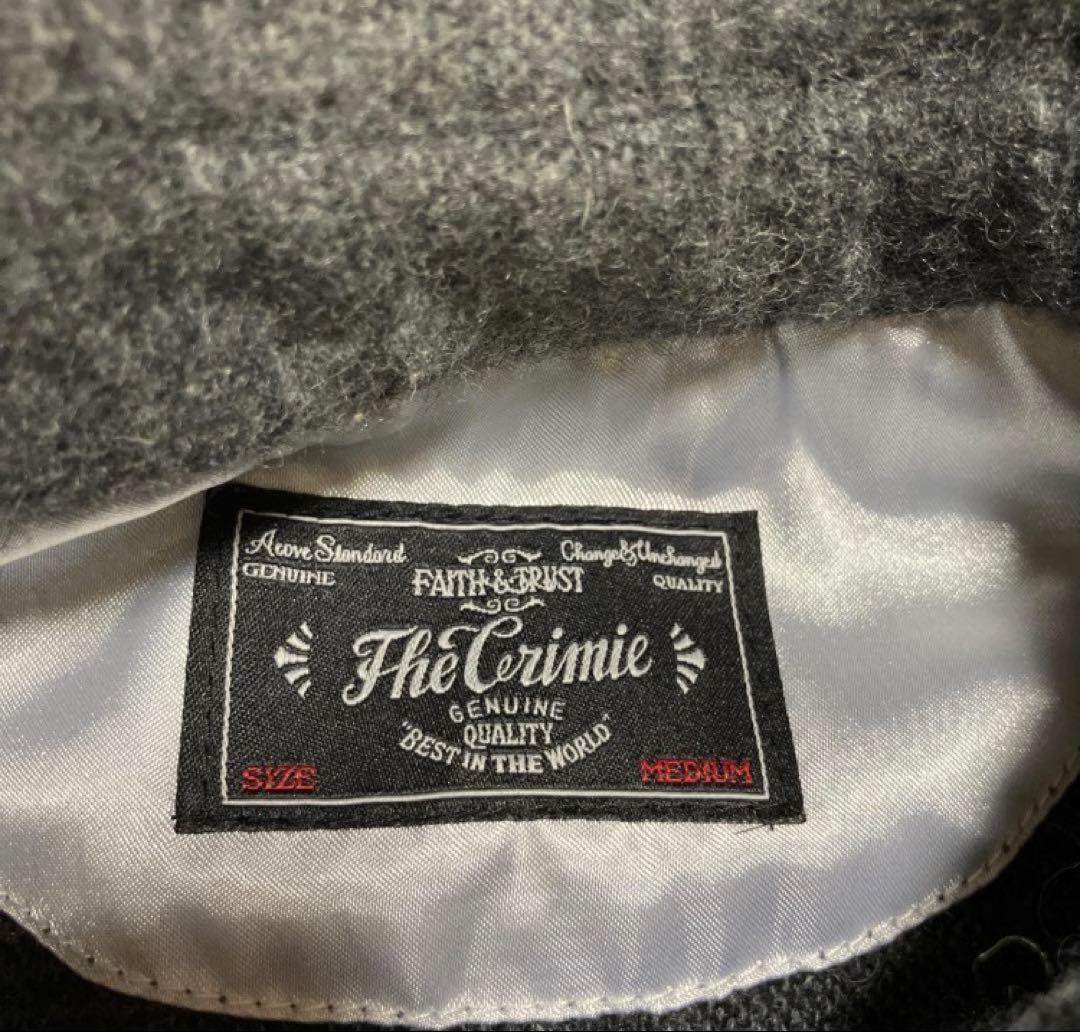 Above Standard
GENUINE
FAITH & TRUST
Change & Unchanged
QUALITY
The Crimie
GENUINE
QUALITY
"BEST IN THE WORLD"
SIZE
MEDIUM